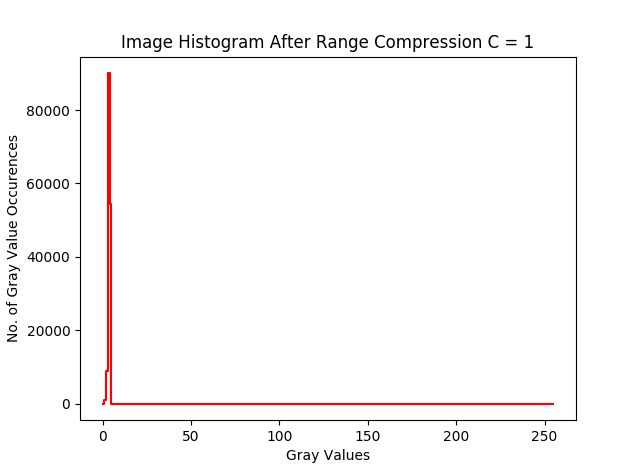 Image Histogram After Range Compression C = 1
No. of Gray Value Occurences
80000
60000
40000
20000
0
0 50 100 150 200 250
Gray Values